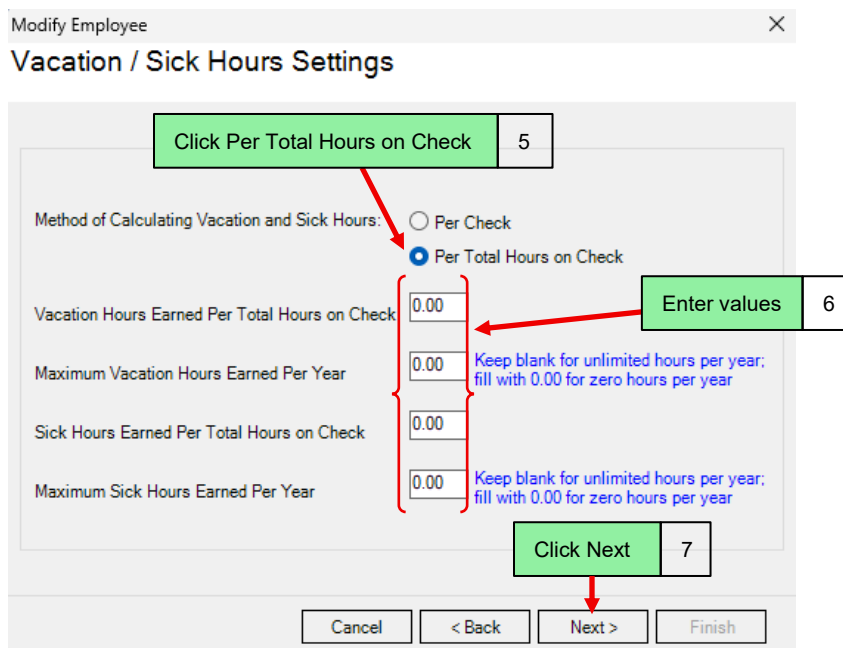 Modify Employee
Vacation / Sick Hours Settings
Click Per Total Hours on Check 5
Method of Calculating Vacation and Sick Hours: Per Check
Per Total Hours on Check
Enter values 6
Vacation Hours Earned Per Total Hours on Check 0.00
Maximum Vacation Hours Earned Per Year 0.00 Keep blank for unlimited hours per year;
fill with 0.00 for zero hours per year
Sick Hours Earned Per Total Hours on Check 0.00
Maximum Sick Hours Earned Per Year 0.00 Keep blank for unlimited hours per year;
fill with 0.00 for zero hours per year
Click Next 7
Cancel < Back Next > Finish